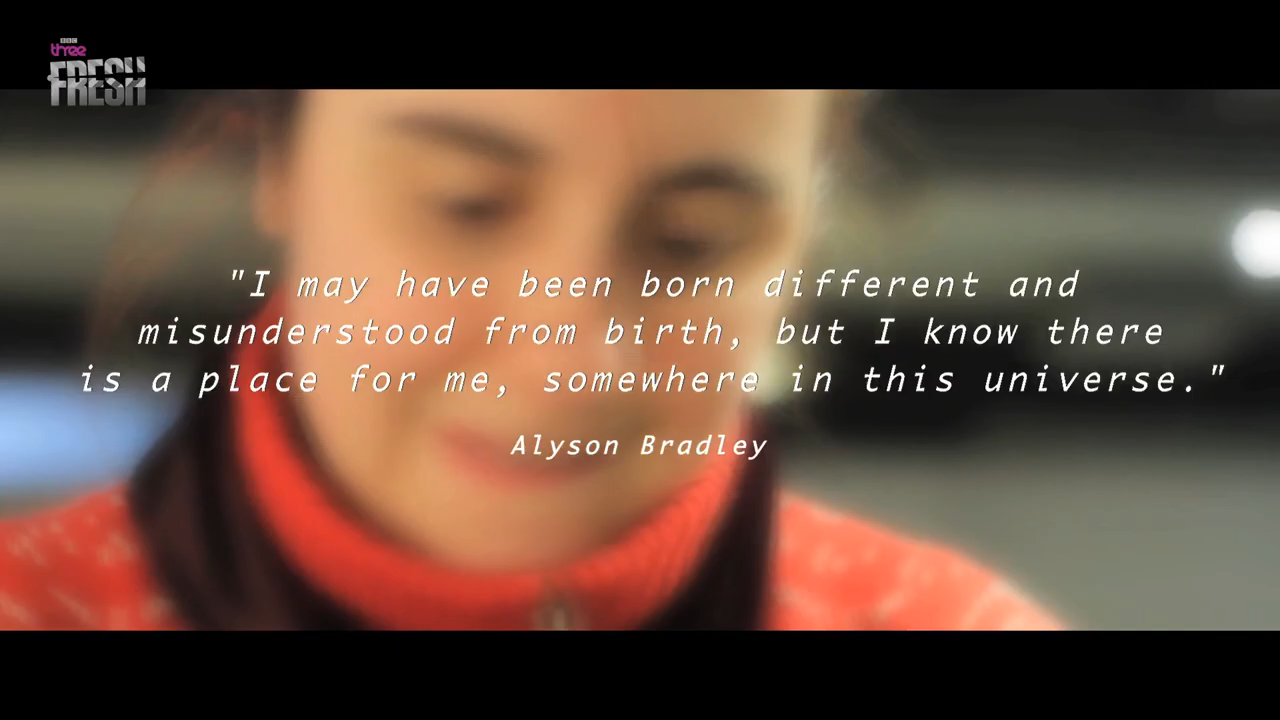 BBC
three
FRESH
"I may have been born different and
misunderstood from birth, but I know there
is a place for me, somewhere in this universe."
Alyson Bradley